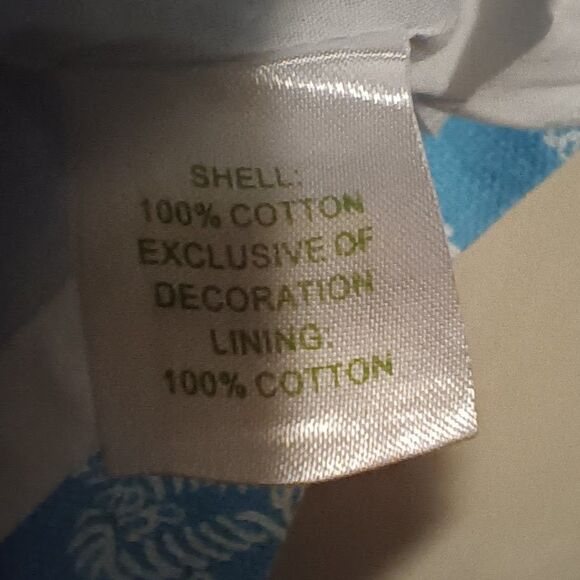 SHELL:
100% COTTON
EXCLUSIVE OF
DECORATION
LINING:
100% COTTON